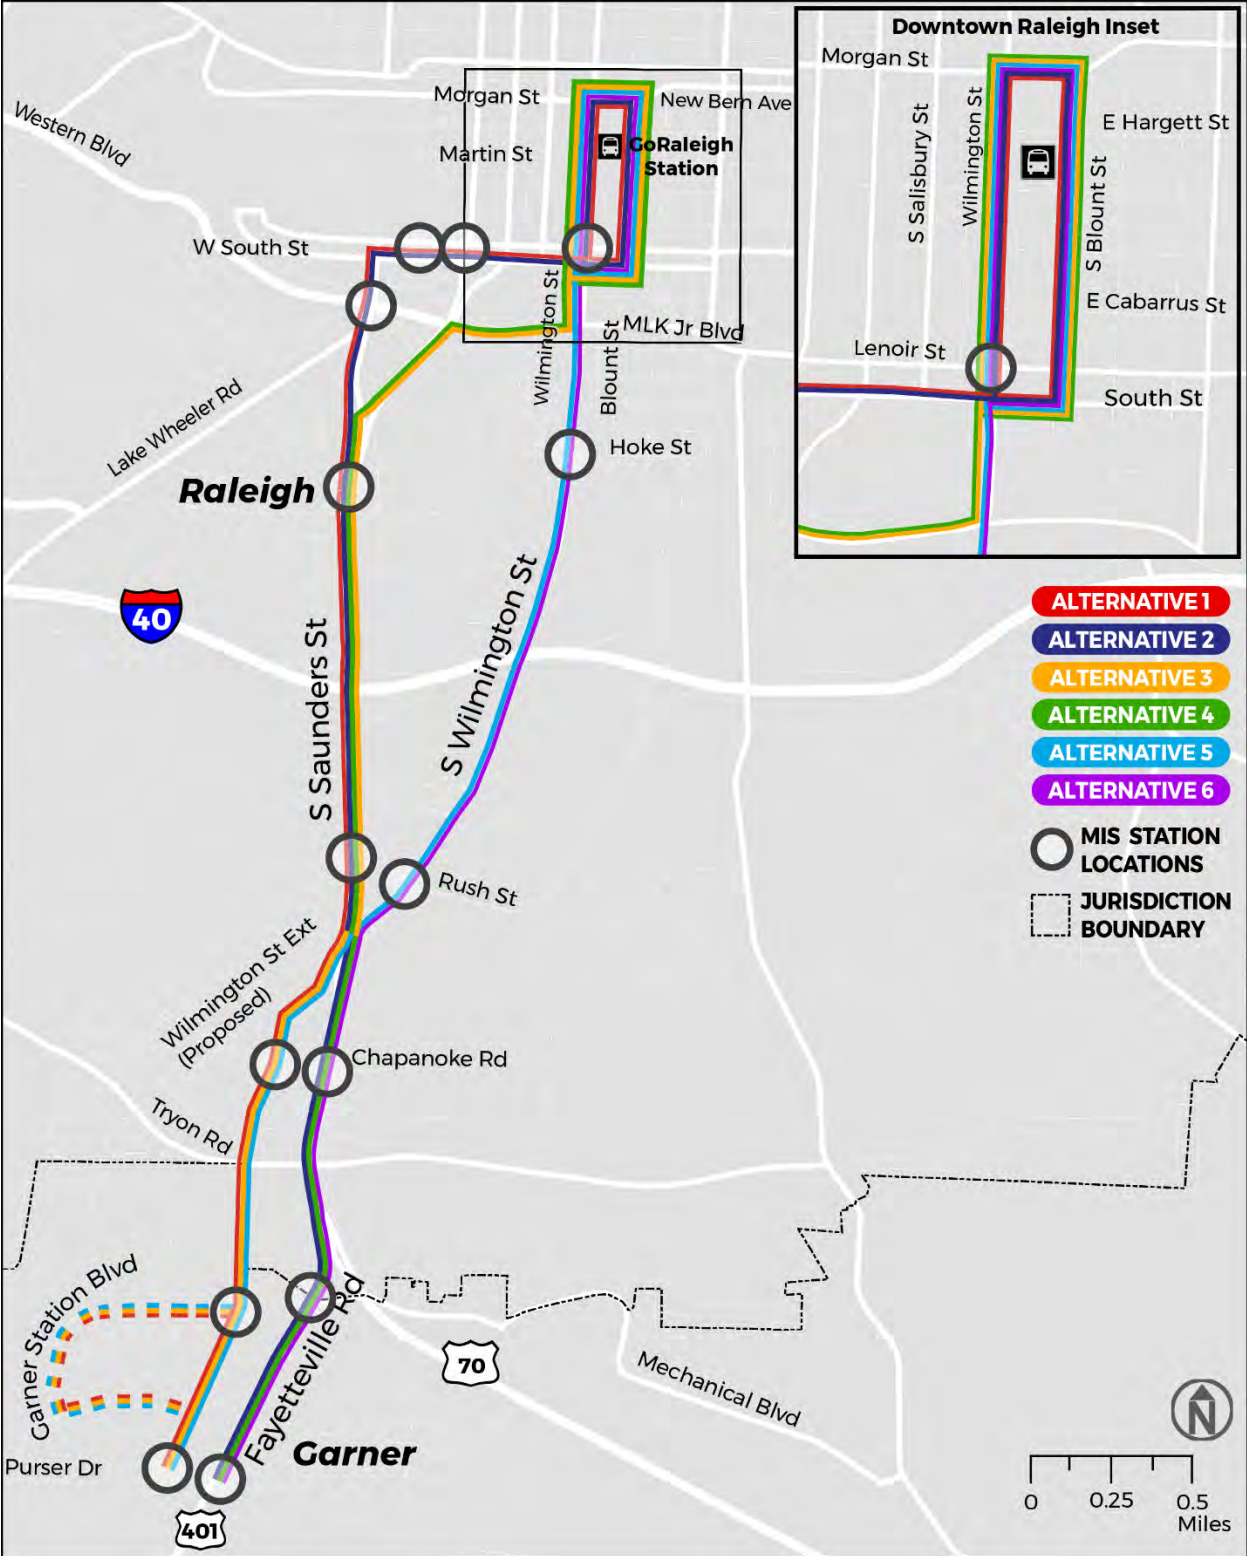 Downtown Raleigh Inset
Morgan St
E Hargett St
S Salisbury St
Wilmington St
S Blount St
E Cabarrus St
Lenoir St
South St
Morgan St
New Bern Ave
Martin St
GoRaleigh
Station
Western Blvd
W South St
Wilmington St
MLK Jr Blvd
Blount St
Lake Wheeler Rd
Hoke St
Raleigh
40
S Saunders St
S Wilmington St
ALTERNATIVE 1
ALTERNATIVE 2
ALTERNATIVE 3
ALTERNATIVE 4
ALTERNATIVE 5
ALTERNATIVE 6
MIS STATION
LOCATIONS
JURISDICTION
BOUNDARY
Rush St
Wilmington St Ext
(Proposed)
Chapanoke Rd
Tryon Rd
Garner Station Blvd
Fayetteville Rd
70
Mechanical Blvd
Garner
Purser Dr
401
N
0
0.25
0.5
Miles